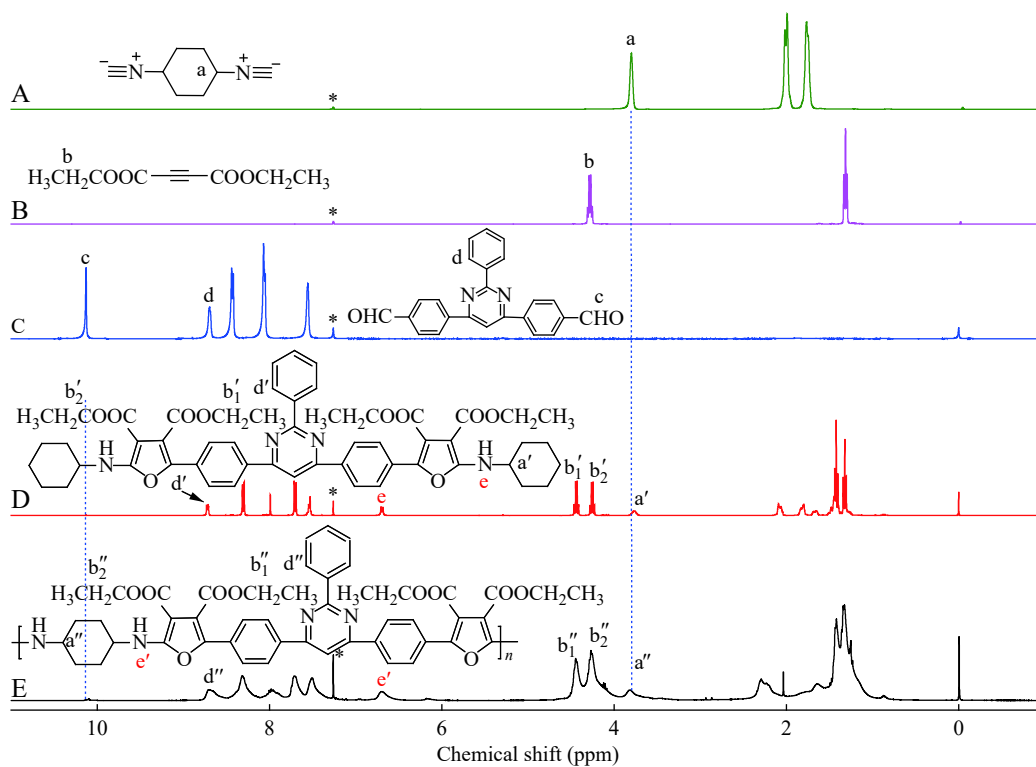 a
− + + −
≡N a N≡
A *
b b
H₃CH₂COOC ≡ COOCH₂CH₃
B *
c d d c
N N
OHC CHO
C *
b₂′ b₁′ d′
H₃CH₂COOC COOCH₂CH₃ H₃CH₂COOC COOCH₂CH₃
H N N H
N O O N
e a′
d′ * e b₁′ b₂′ a′
D
b₂″ b₁″ d″
H₃CH₂COOC COOCH₂CH₃ H₃CH₂COOC COOCH₂CH₃
H H N N
[N a″ N O O ]n
e′ *
d″ e′ b₁″ b₂″ a″
E
10 8 6 4 2 0
Chemical shift (ppm)